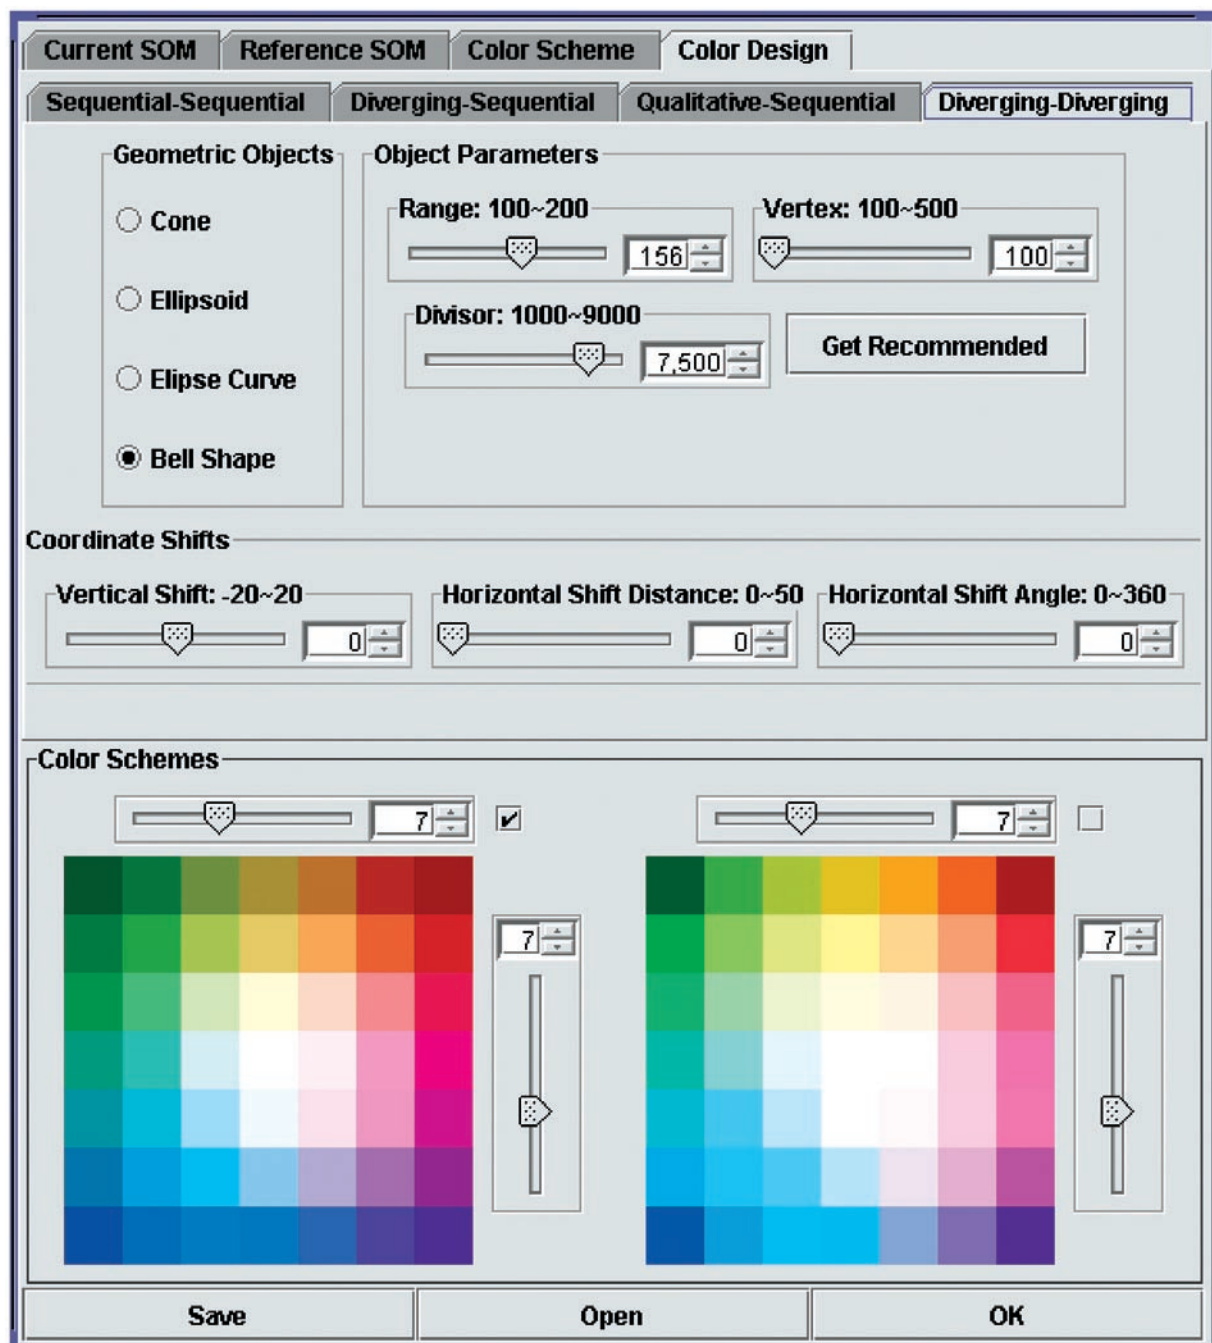 Current SOM Reference SOM Color Scheme Color Design
Sequential-Sequential Diverging-Sequential Qualitative-Sequential Diverging-Diverging
Geometric Objects Object Parameters
Cone
Ellipsoid
Elipse Curve
Bell Shape
Range: 100~200 Vertex: 100~500
156 100
Divisor: 1000~9000
7,500 Get Recommended
Coordinate Shifts
Vertical Shift: -20~20 Horizontal Shift Distance: 0~50 Horizontal Shift Angle: 0~360
0 0 0
Color Schemes
7 7
7 7
Save Open OK